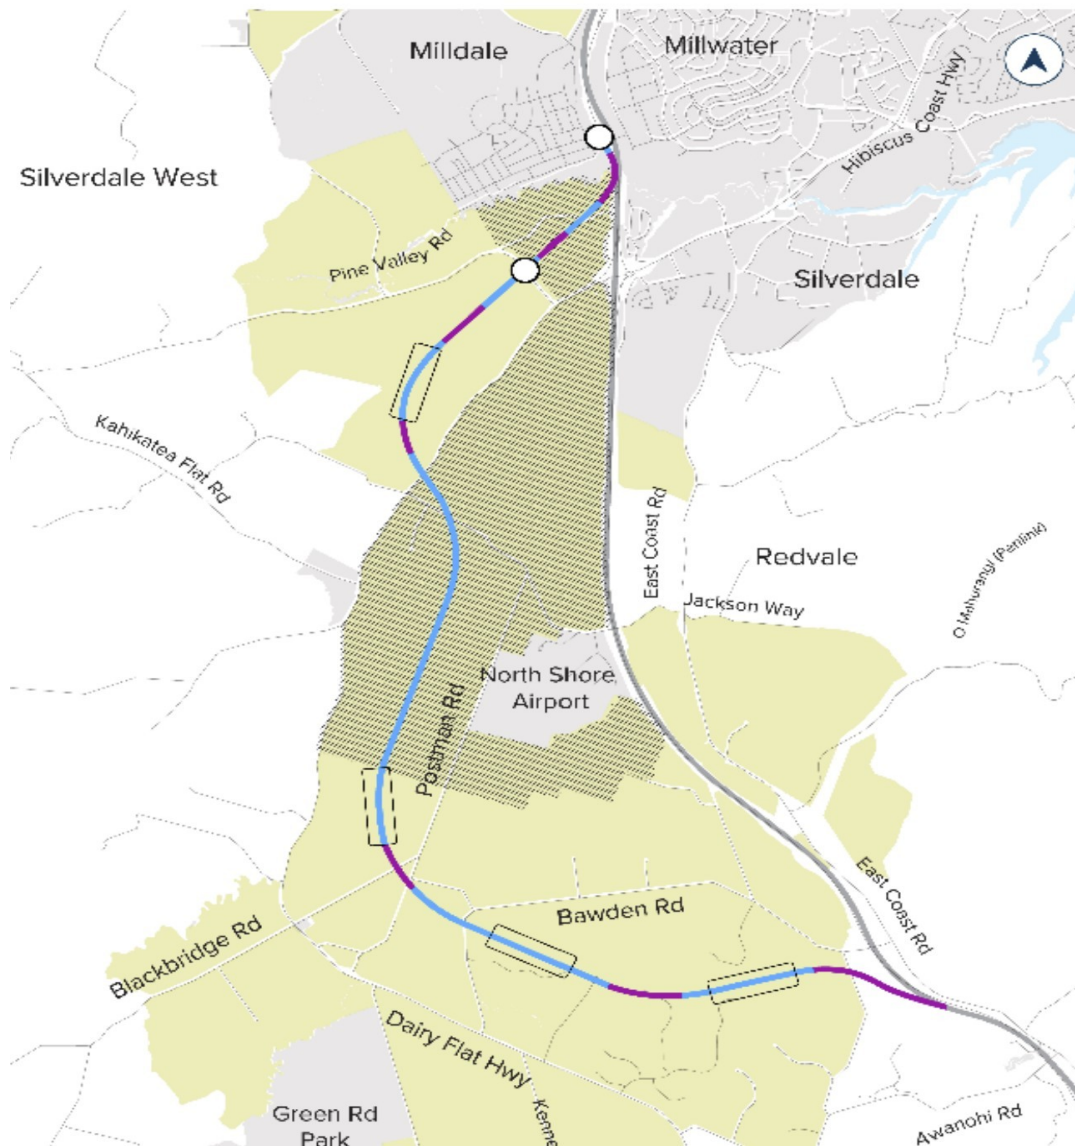 Milldale
Millwater
Hibiscus Coast Hwy
Silverdale West
Pine Valley Rd
Silverdale
Kahikatea Flat Rd
East Coast Rd
Redvale
O Mahurangi (Penlink)
Jackson Way
North Shore
Airport
Postman Rd
East Coast Rd
Bawden Rd
Blackbridge Rd
Dairy Flat Hwy
Green Rd
Park
Kenne
Awanohi Rd